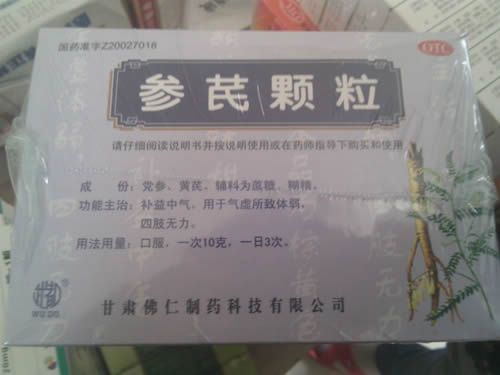 国药准字Z20027018
OTC
参芪颗粒
请仔细阅读说明书并按说明使用或在药师指导下购买和使用
成 份：党参、黄芪。辅料为蔗糖、糊精。
功能主治：补益中气。用于气虚所致体弱，
四肢无力。
用法用量：口服，一次10克，一日3次。
甘肃佛仁制药科技有限公司